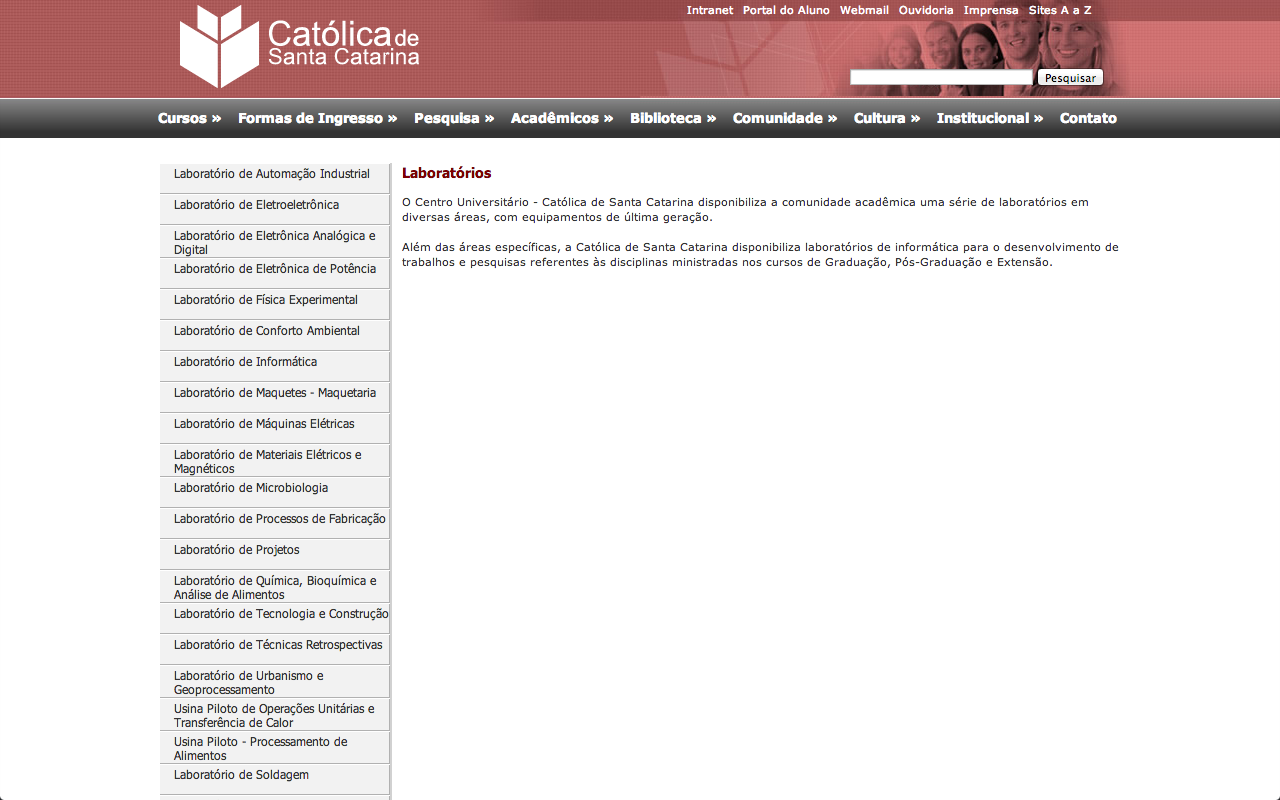 Intranet Portal do Aluno Webmail Ouvidoria Imprensa Sites A a Z
Católica de
Santa Catarina
Pesquisar
Cursos » Formas de Ingresso » Pesquisa » Acadêmicos » Biblioteca » Comunidade » Cultura » Institucional » Contato
Laboratório de Automação Industrial
Laboratório de Eletroeletrônica
Laboratório de Eletrônica Analógica e
Digital
Laboratório de Eletrônica de Potência
Laboratório de Física Experimental
Laboratório de Conforto Ambiental
Laboratório de Informática
Laboratório de Maquetes - Maquetaria
Laboratório de Máquinas Elétricas
Laboratório de Materiais Elétricos e
Magnéticos
Laboratório de Microbiologia
Laboratório de Processos de Fabricação
Laboratório de Projetos
Laboratório de Química, Bioquímica e
Análise de Alimentos
Laboratório de Tecnologia e Construção
Laboratório de Técnicas Retrospectivas
Laboratório de Urbanismo e
Geoprocessamento
Usina Piloto de Operações Unitárias e
Transferência de Calor
Usina Piloto - Processamento de
Alimentos
Laboratório de Soldagem
Laboratórios
O Centro Universitário - Católica de Santa Catarina disponibiliza a comunidade acadêmica uma série de laboratórios em
diversas áreas, com equipamentos de última geração.
Além das áreas específicas, a Católica de Santa Catarina disponibiliza laboratórios de informática para o desenvolvimento de
trabalhos e pesquisas referentes às disciplinas ministradas nos cursos de Graduação, Pós-Graduação e Extensão.